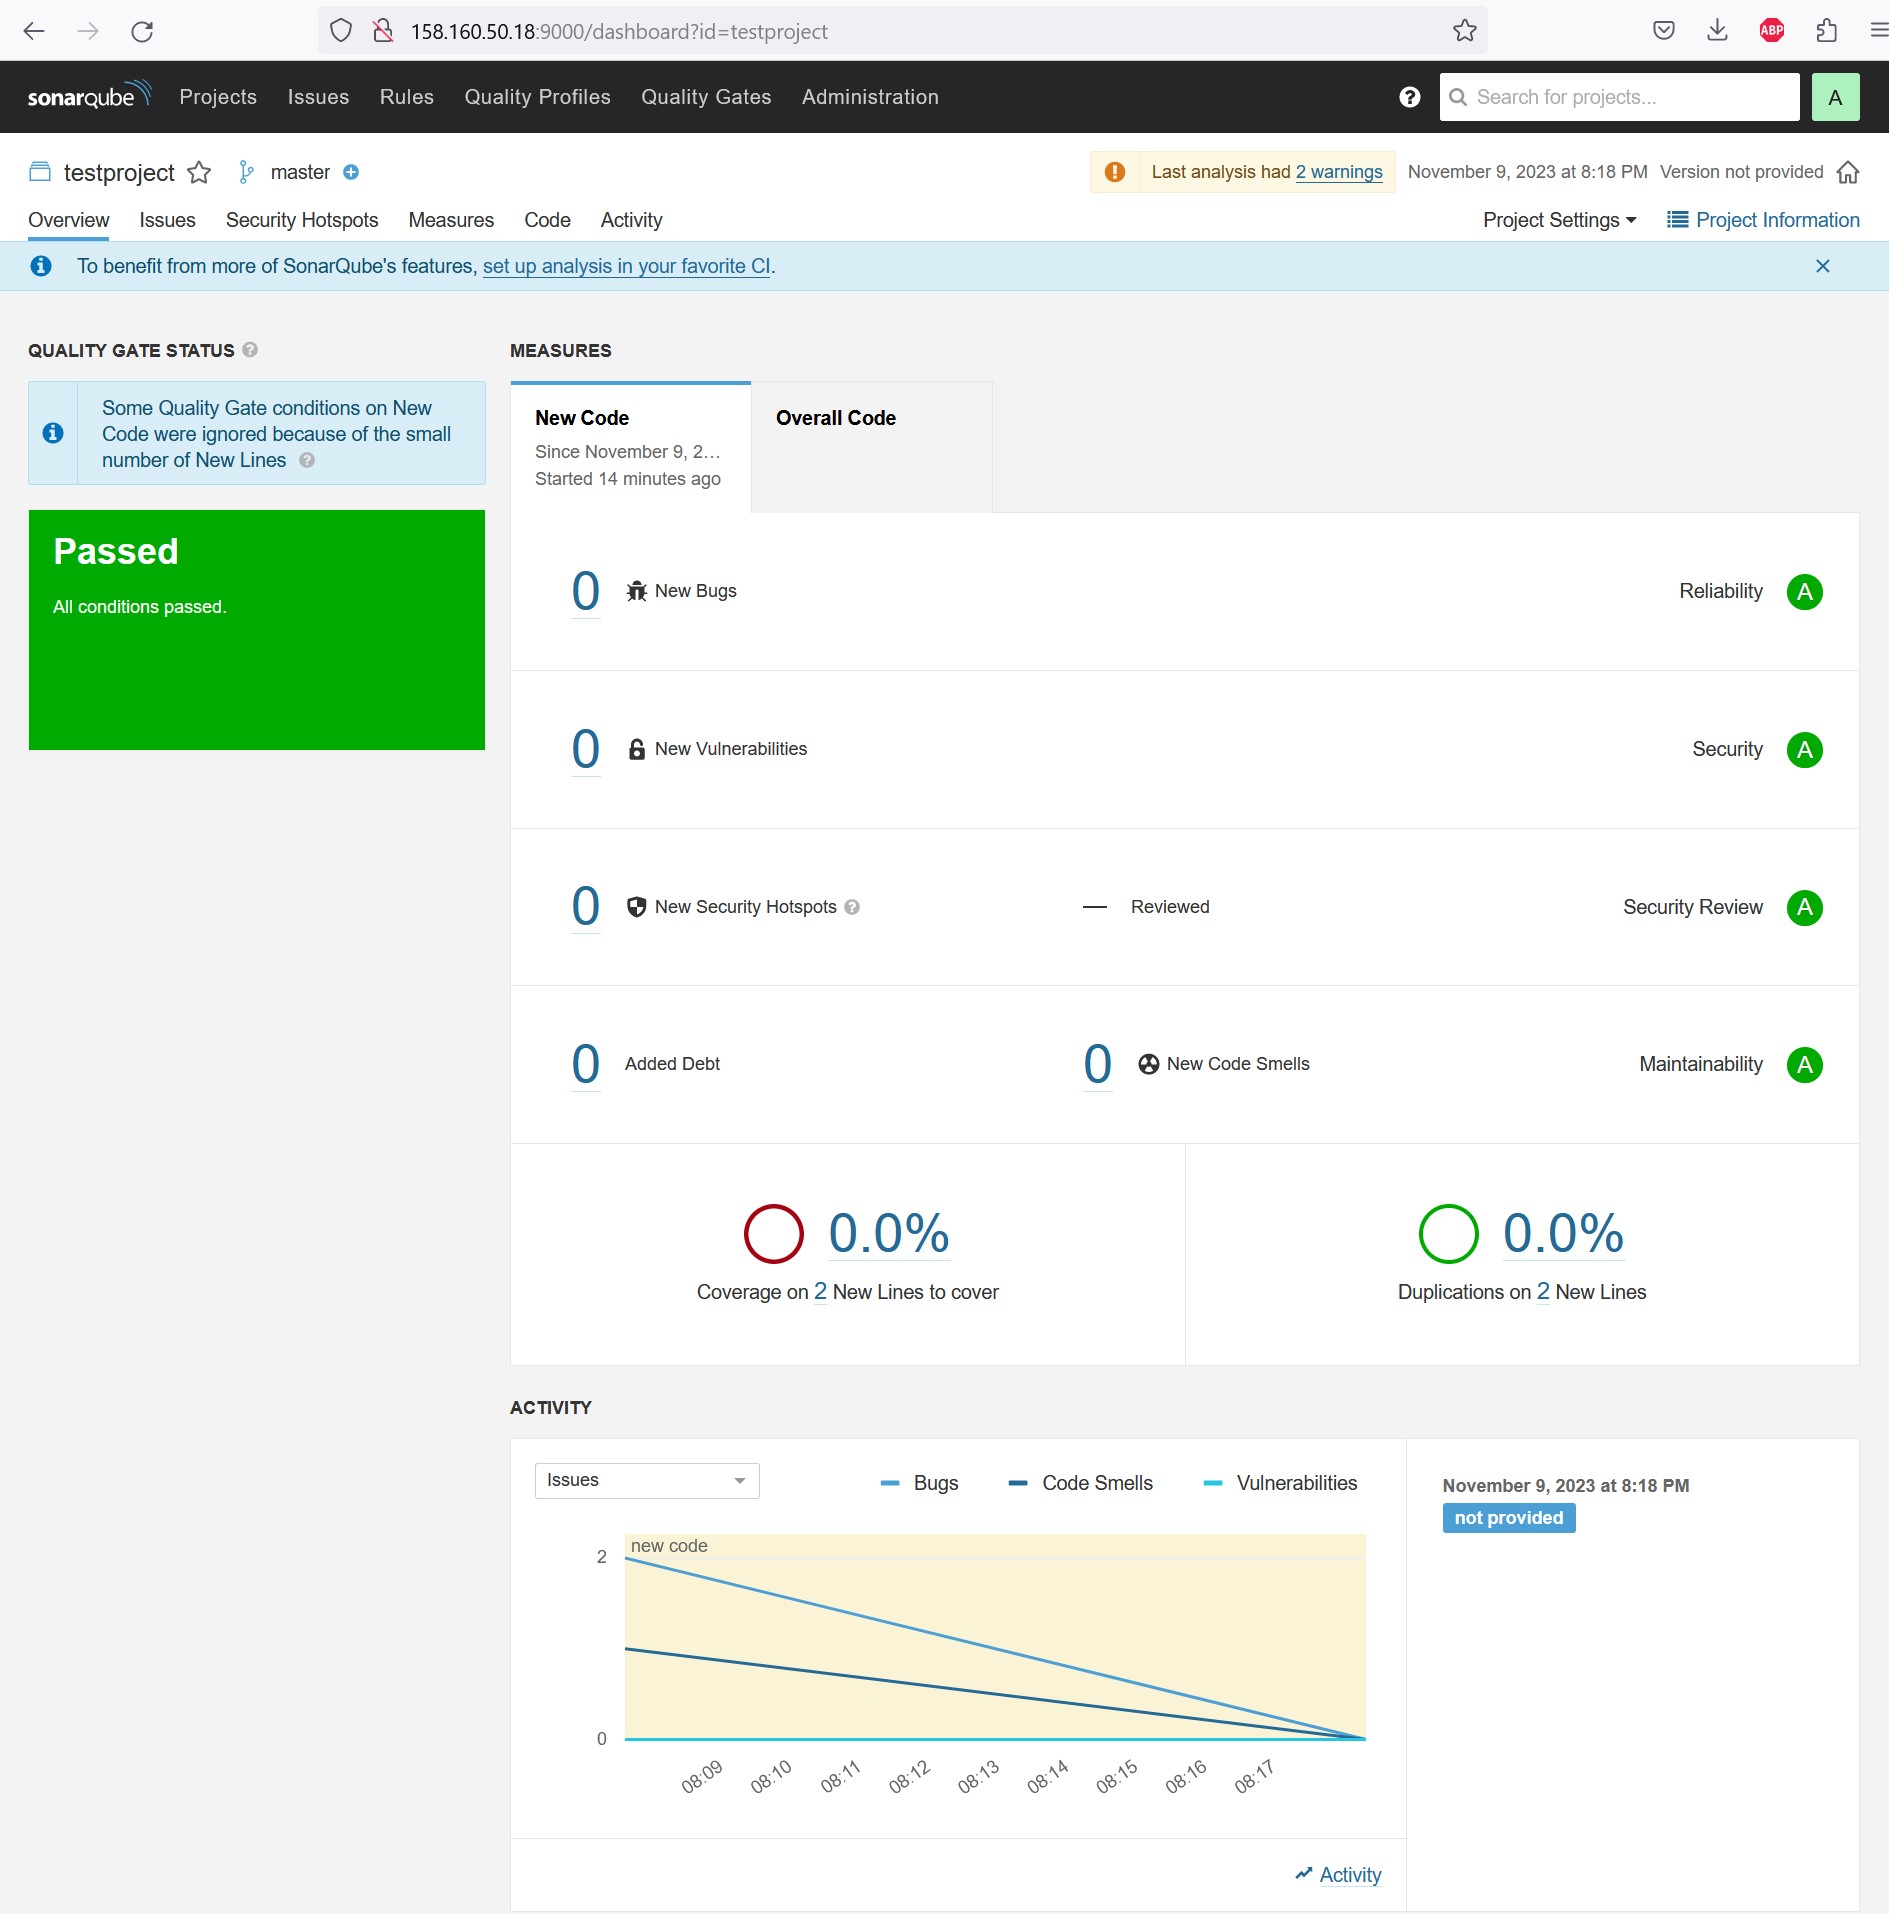 158.160.50.18:9000/dashboard?id=testproject
ABP
sonarqube Projects Issues Rules Quality Profiles Quality Gates Administration
Search for projects...
A
testproject master
Last analysis had 2 warnings November 9, 2023 at 8:18 PM Version not provided
Overview Issues Security Hotspots Measures Code Activity
Project Settings Project Information
To benefit from more of SonarQube's features, set up analysis in your favorite CI.
QUALITY GATE STATUS
Some Quality Gate conditions on New
Code were ignored because of the small
number of New Lines
Passed
All conditions passed.
MEASURES
New Code
Since November 9, 2…
Started 14 minutes ago
Overall Code
0 New Bugs Reliability A
0 New Vulnerabilities Security A
0 New Security Hotspots — Reviewed Security Review A
0 Added Debt 0 New Code Smells Maintainability A
0.0%
Coverage on 2 New Lines to cover
0.0%
Duplications on 2 New Lines
ACTIVITY
Issues
Bugs Code Smells Vulnerabilities
new code
2
0
08:09 08:10 08:11 08:12 08:13 08:14 08:15 08:16 08:17
Activity
November 9, 2023 at 8:18 PM
not provided